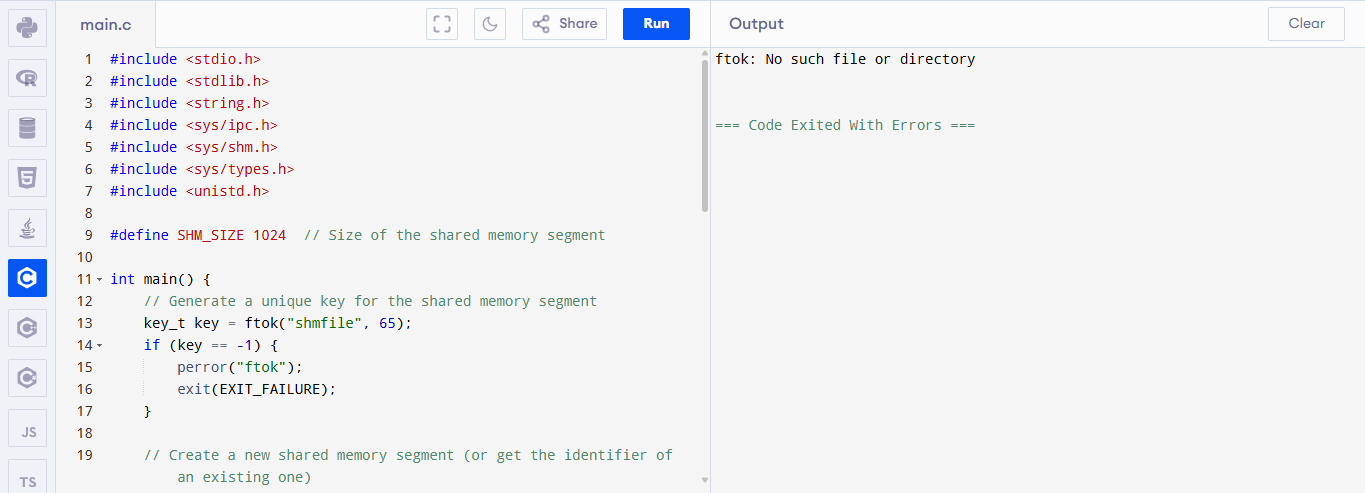 main.c
Share
Run
Output
Clear
1 #include <stdio.h>
2 #include <stdlib.h>
3 #include <string.h>
4 #include <sys/ipc.h>
5 #include <sys/shm.h>
6 #include <sys/types.h>
7 #include <unistd.h>
8
9 #define SHM_SIZE 1024  // Size of the shared memory segment
10
11 int main() {
12     // Generate a unique key for the shared memory segment
13     key_t key = ftok("shmfile", 65);
14     if (key == -1) {
15         perror("ftok");
16         exit(EXIT_FAILURE);
17     }
18
19     // Create a new shared memory segment (or get the identifier of
an existing one)
ftok: No such file or directory
=== Code Exited With Errors ===
JS
TS